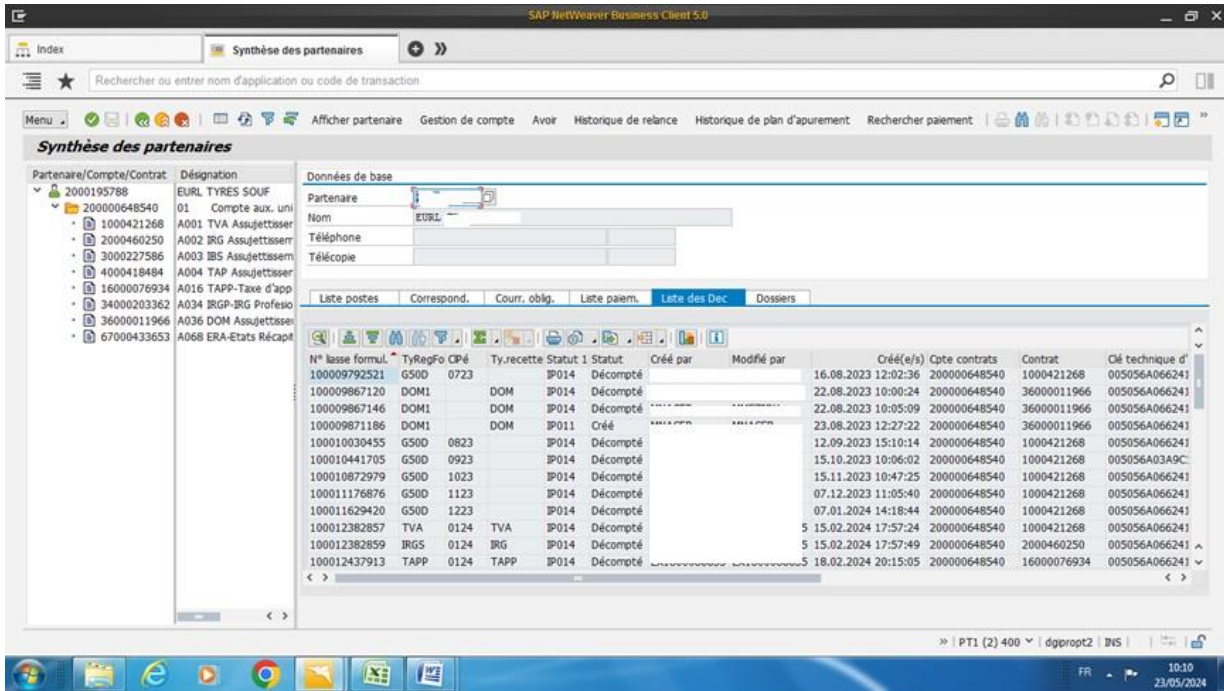 SAP NetWeaver Business Client 5.0
Index
Synthèse des partenaires
Rechercher ou entrer nom d'application ou code de transaction
Menu
Afficher partenaire Gestion de compte Avoir Historique de relance Historique de plan d'apurement Rechercher paiement
Synthèse des partenaires
Partenaire/Compte/Contrat Désignation
2000195788 EURL TYRES SOUF
200000648540 01 Compte aux. uni
1000421268 A001 TVA Assujettisser
2000460250 A002 IRG Assujettissem
3000227586 A003 IBS Assujettissem
4000418484 A004 TAP Assujettisser
16000076934 A016 TAPP-Taxe d'app
34000203362 A034 IRGP-IRG Profesio
36000011966 A036 DOM Assujettisse
67000433653 A068 ERA-Etats Récapit
Données de base
Partenaire
Nom EURL
Téléphone
Télécopie
Liste postes Correspond. Courr. oblig. Liste paiem. Liste des Dec Dossiers
N° lasse formul. TyRegFo ClPé Ty.recette Statut 1 Statut Créé par Modifié par Créé(e/s) Cpte contrats Contrat Clé technique d'
100009792521 G50D 0723 IP014 Décompté 16.08.2023 12:02:36 200000648540 1000421268 005056A066241
100009867120 DOM1 DOM IP014 Décompté 22.08.2023 10:00:24 200000648540 36000011966 005056A066241
100009867146 DOM1 DOM IP014 Décompté 22.08.2023 10:05:09 200000648540 36000011966 005056A066241
100009871186 DOM1 DOM IP011 Créé 23.08.2023 12:27:22 200000648540 36000011966 005056A066241
100010030455 G50D 0823 IP014 Décompté 12.09.2023 15:10:14 200000648540 1000421268 005056A066241
100010441705 G50D 0923 IP014 Décompté 15.10.2023 10:06:02 200000648540 1000421268 005056A03A9C
100010872979 G50D 1023 IP014 Décompté 15.11.2023 10:47:25 200000648540 1000421268 005056A066241
100011176876 G50D 1123 IP014 Décompté 07.12.2023 11:05:40 200000648540 1000421268 005056A066241
100011629420 G50D 1223 IP014 Décompté 07.01.2024 14:18:44 200000648540 1000421268 005056A066241
100012382857 TVA 0124 TVA IP014 Décompté 5 15.02.2024 17:57:24 200000648540 1000421268 005056A066241
100012382859 IRGS 0124 IRG IP014 Décompté 5 15.02.2024 17:57:49 200000648540 2000460250 005056A066241
100012437913 TAPP 0124 TAPP IP014 Décompté 5 18.02.2024 20:15:05 200000648540 16000076934 005056A066241
PT1 (2) 400 dgipropt2 INS
FR 10:10
23/05/2024